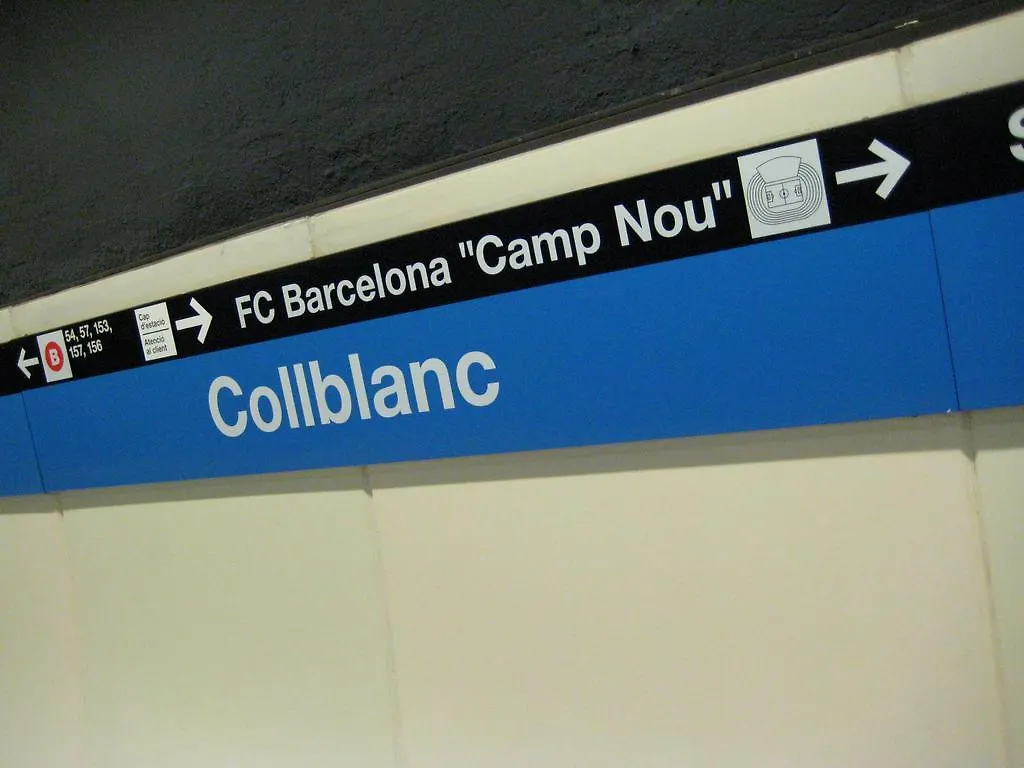 B
54, 57, 153,
157, 156
Cap
d'estació
Atenció
al client
FC Barcelona "Camp Nou"
S
Collblanc